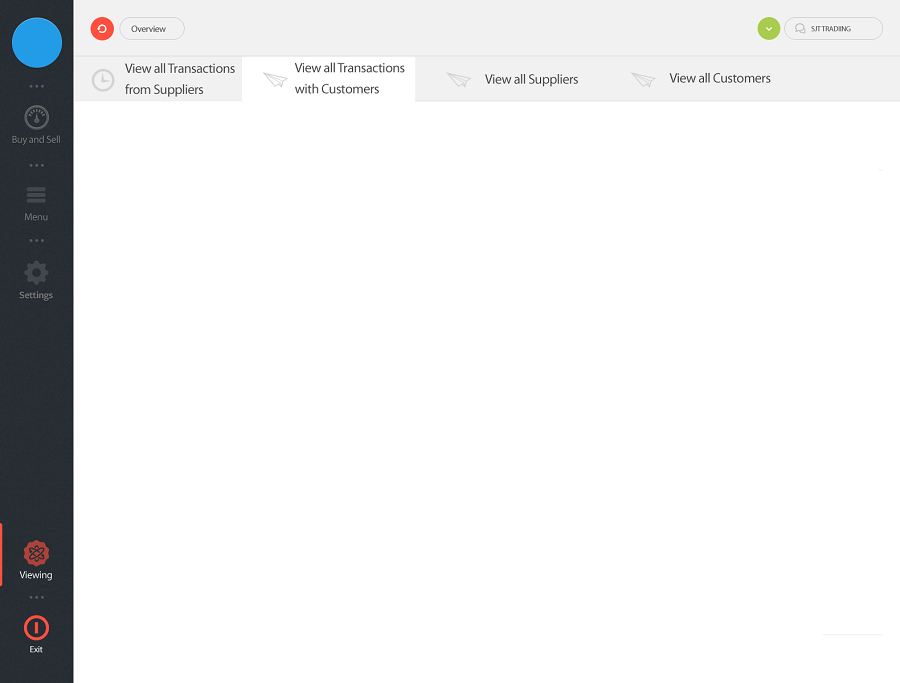 Overview
SJT TRADIING
View all Transactions
from Suppliers
View all Transactions
with Customers
View all Suppliers
View all Customers
Buy and Sell
Menu
Settings
Viewing
Exit